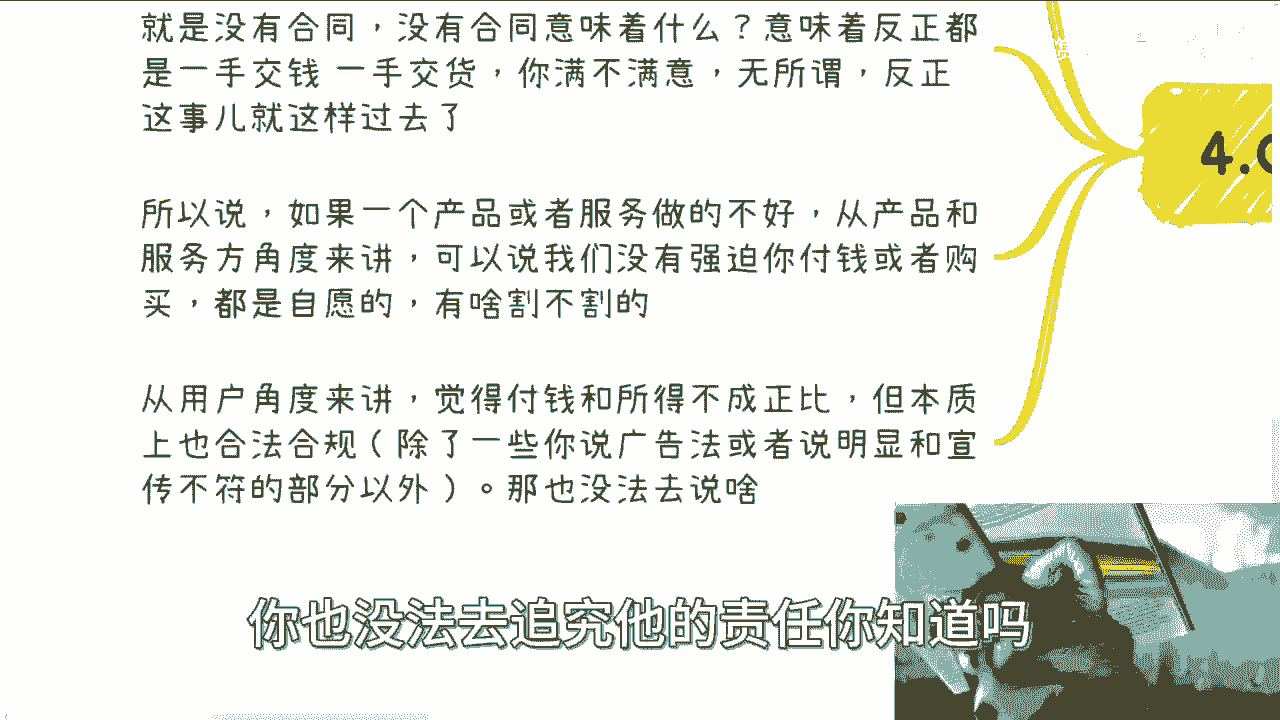 就是没有合同，没有合同意味着什么？意味着反正都
是一手交钱 一手交货，你满不满意，无所谓，反正
这事儿就这样过去了
所以说，如果一个产品或者服务做的不好，从产品和
服务方角度来讲，可以说我们没有强迫你付钱或者购
买，都是自愿的，有啥割不割的
从用户角度来讲，觉得付钱和所得不成正比，但本质
上也合法合规（除了一些你说广告法或者说明显和宣
传不符的部分以外）。那也没法去说啥
4.
你也没法去追究他的责任你知道吗